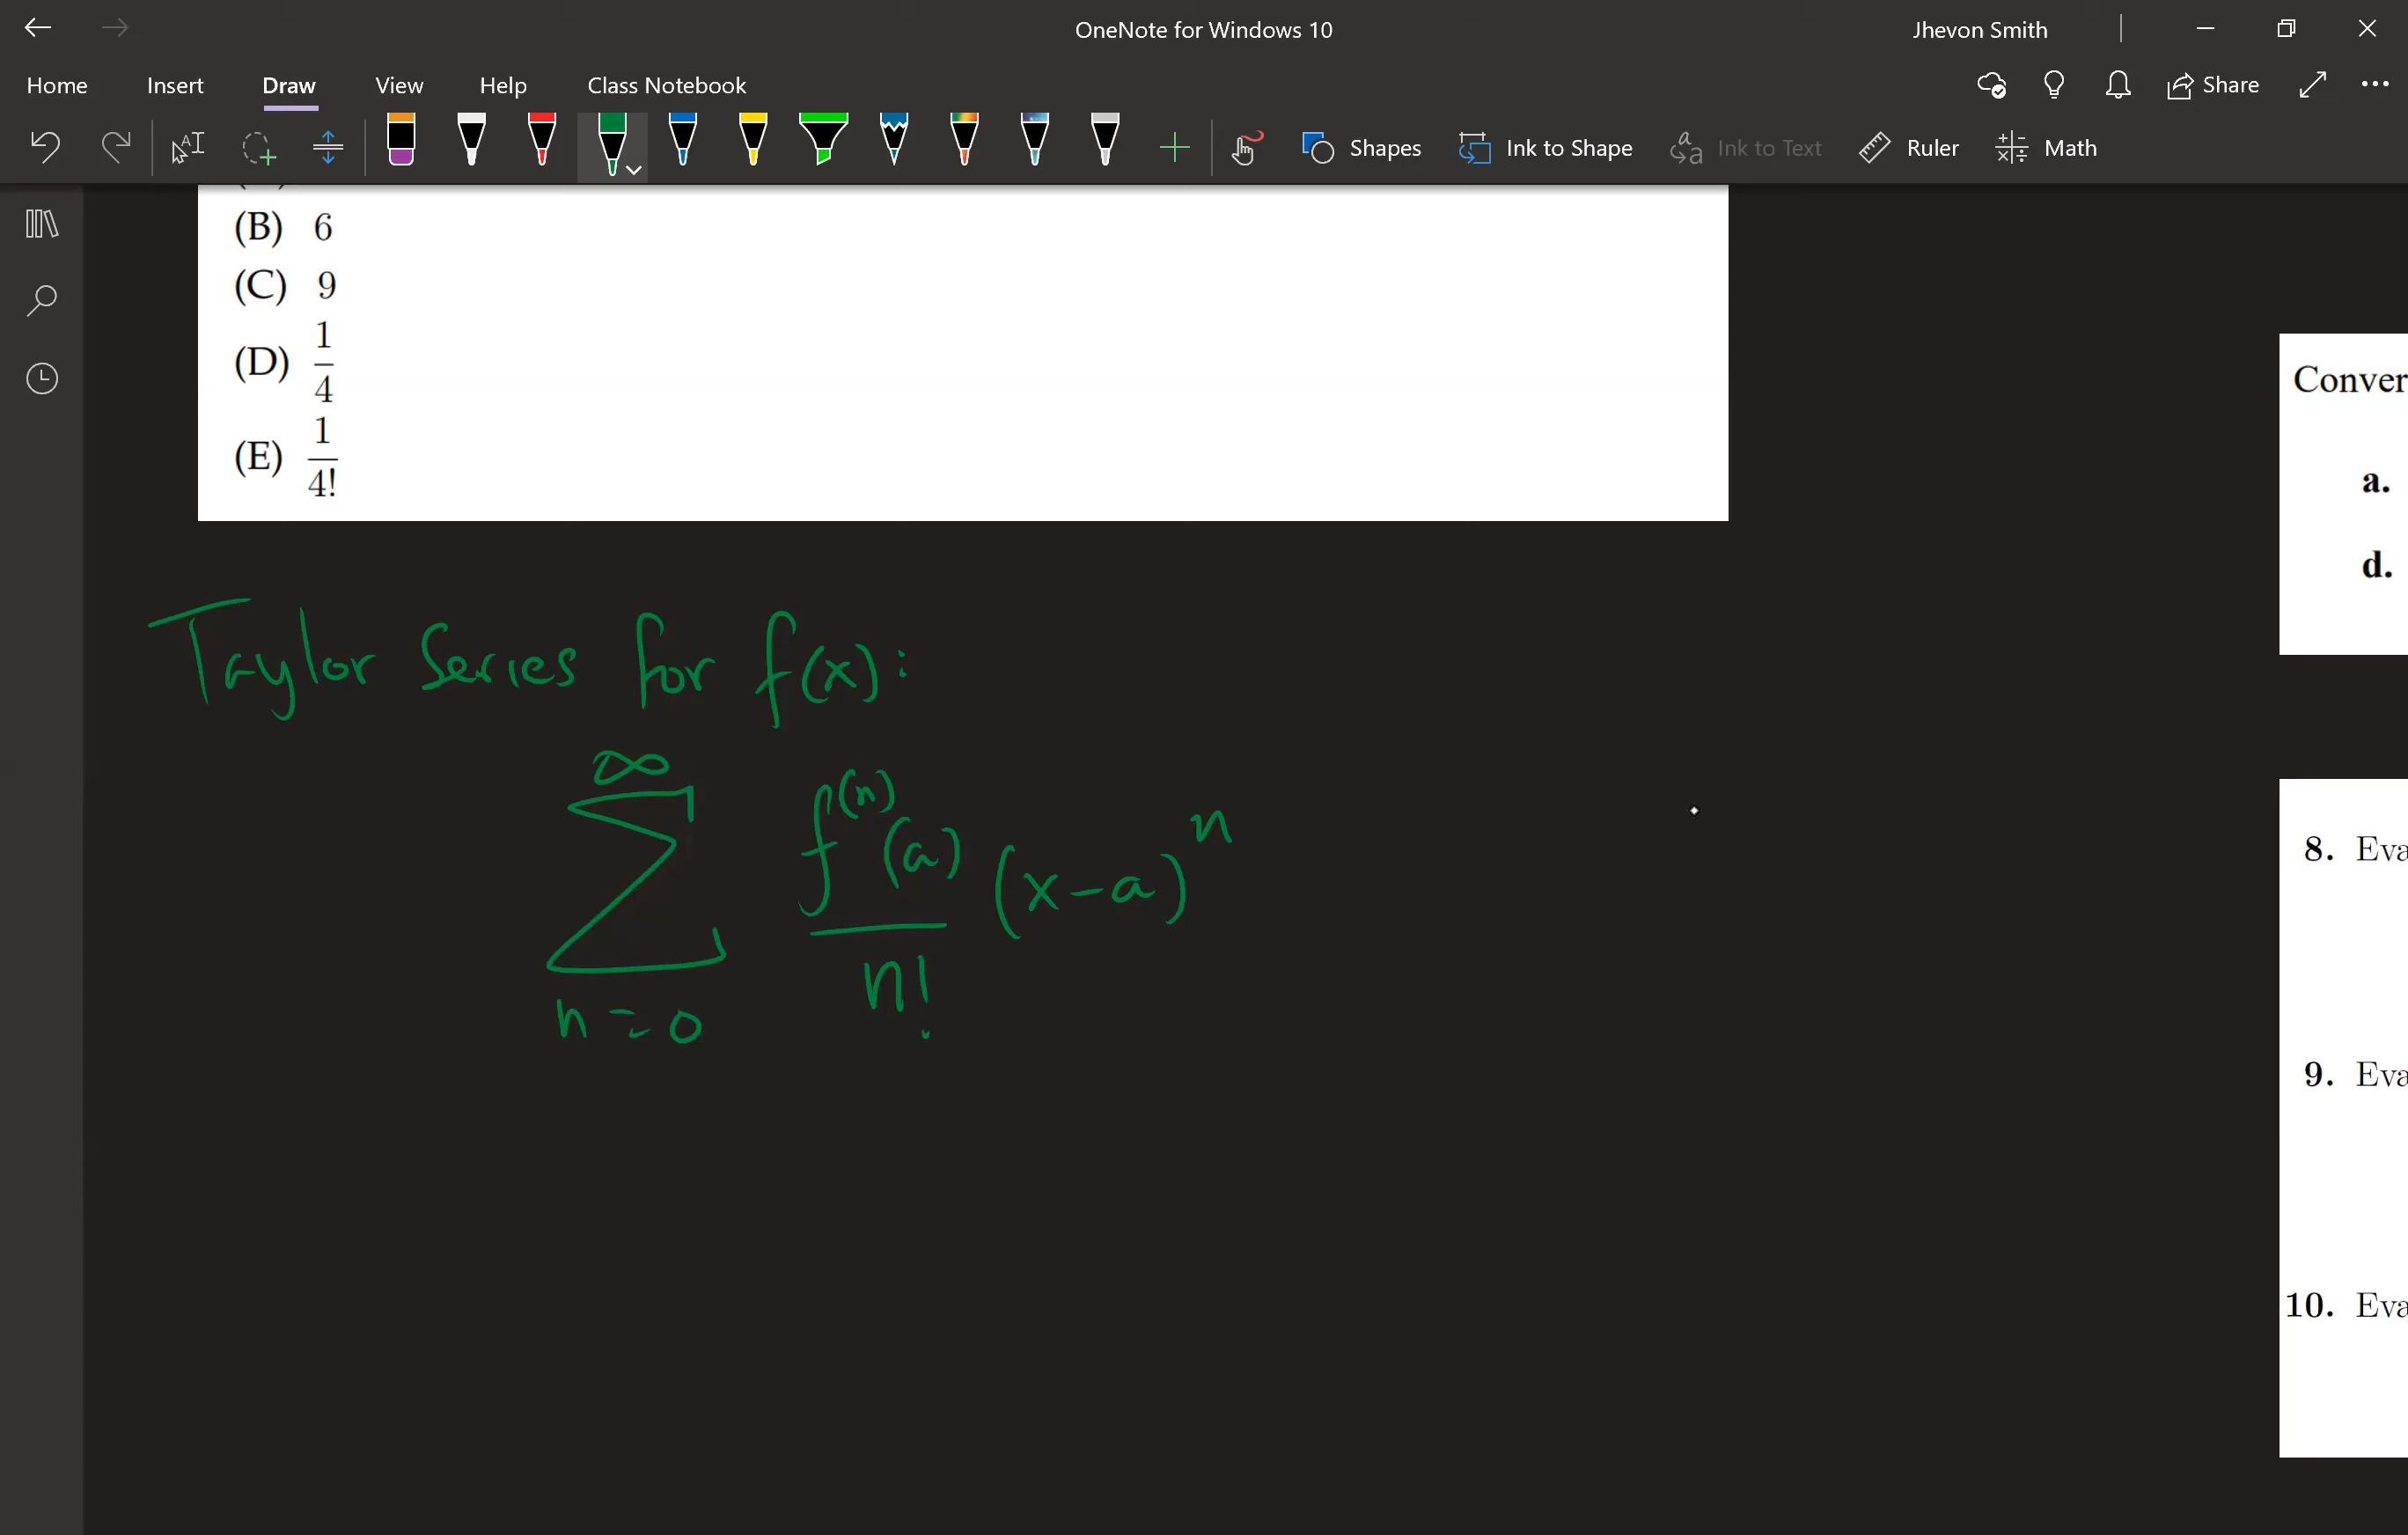 OneNote for Windows 10
Jhevon Smith
Home Insert Draw View Help Class Notebook Share
Shapes Ink to Shape Ink to Text Ruler Math
(B) 6
(C) 9
(D) 1/4
(E) 1/4!
Conver
a.
d.
Taylor Series for f(x):
∑_{n=0}^{∞} f^{(n)}(a)/n! (x-a)^n
8. Eva
9. Eva
10. Eva